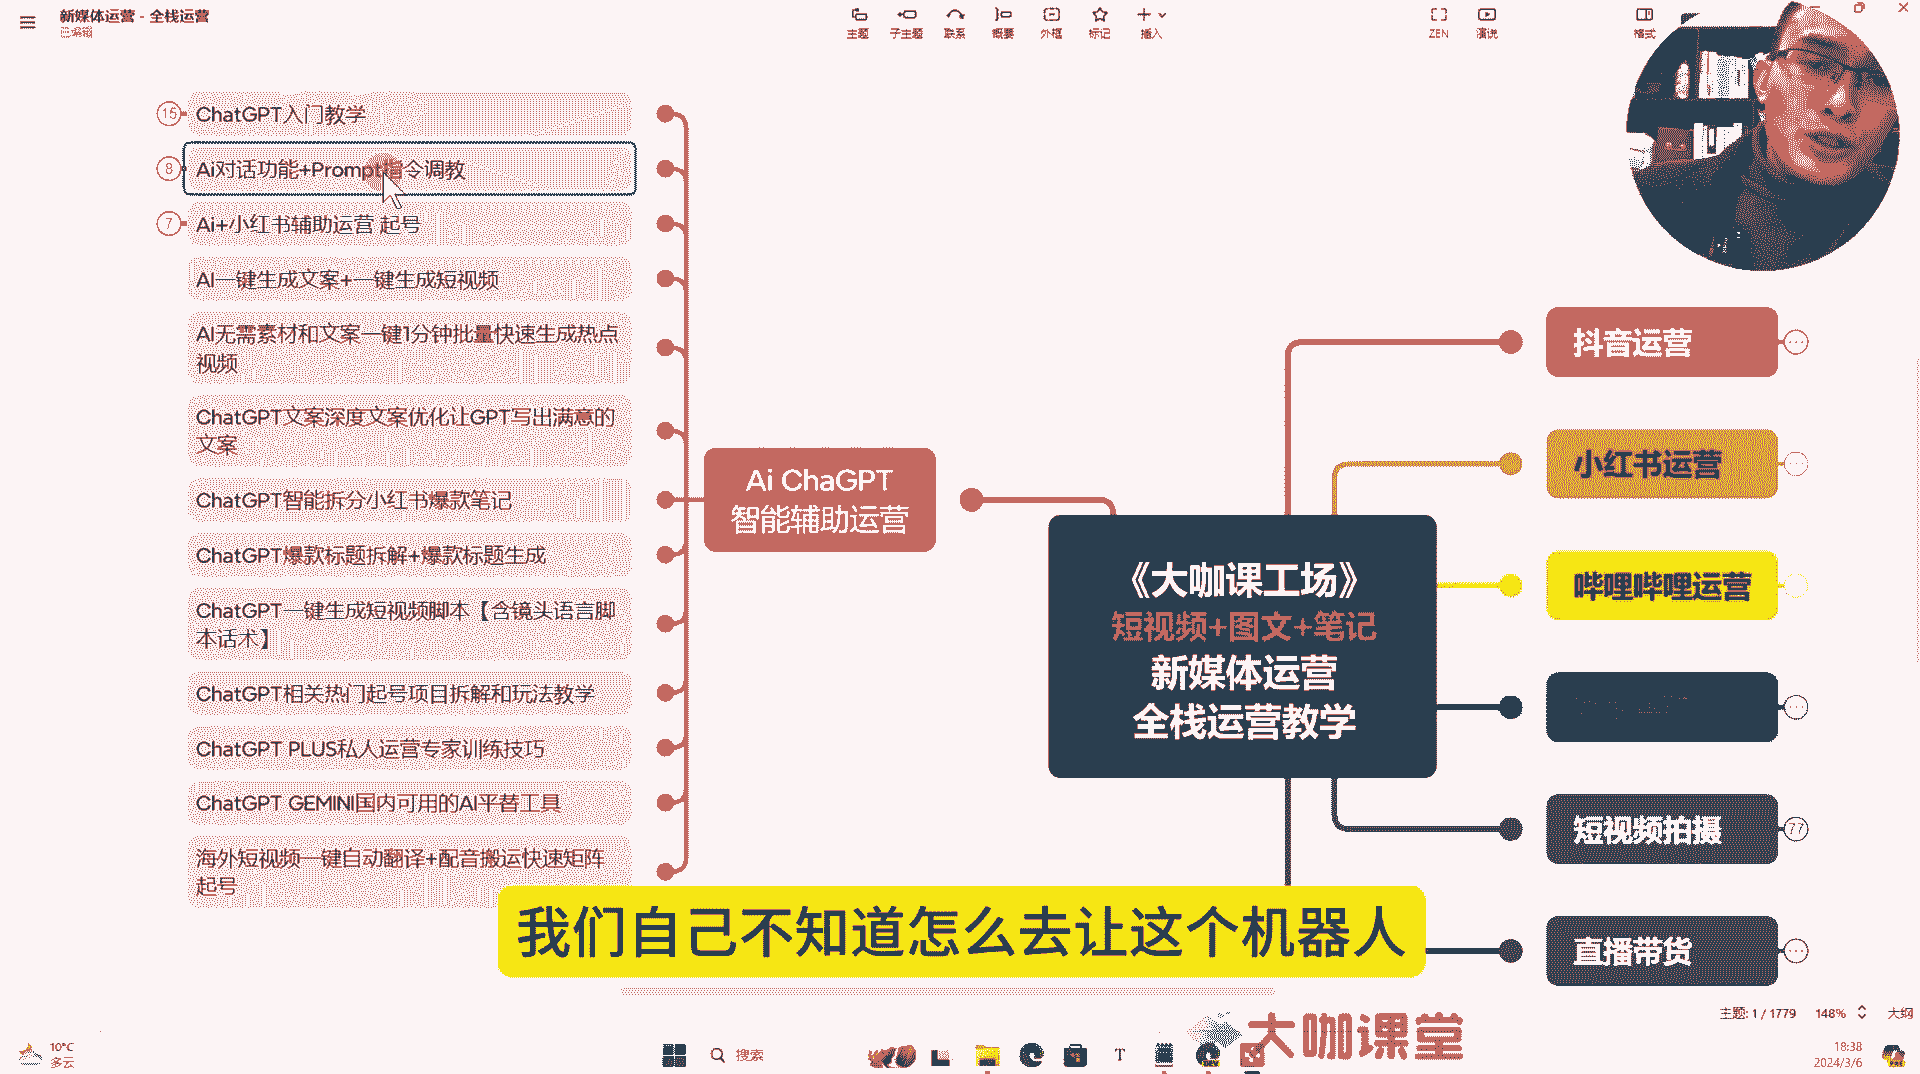 新媒体运营 - 全栈运营
已编辑
主题
子主题
联系
概要
外框
标记
插入
ZEN
演说
格式
15
ChatGPT入门教学
8
Ai对话功能+Prompt指令调教
7
Ai+小红书辅助运营 起号
AI一键生成文案+一键生成短视频
AI无需素材和文案一键1分钟批量快速生成热点
视频
ChatGPT文案深度文案优化让GPT写出满意的
文案
ChatGPT智能拆分小红书爆款笔记
ChatGPT爆款标题拆解+爆款标题生成
ChatGPT一键生成短视频脚本【含镜头语言脚
本话术】
ChatGPT相关热门起号项目拆解和玩法教学
ChatGPT PLUS私人运营专家训练技巧
ChatGPT GEMINI国内可用的AI平替工具
海外短视频一键自动翻译+配音搬运快速矩阵
起号
Ai ChaGPT
智能辅助运营
《大咖课工场》
短视频+图文+笔记
新媒体运营
全栈运营教学
抖音运营
小红书运营
哔哩哔哩运营
短视频拍摄
77
直播带货
我们自己不知道怎么去让这个机器人
主题: 1 / 1779
148%
大纲
大咖课堂
10°C
多云
搜索
18:38
2024/3/6